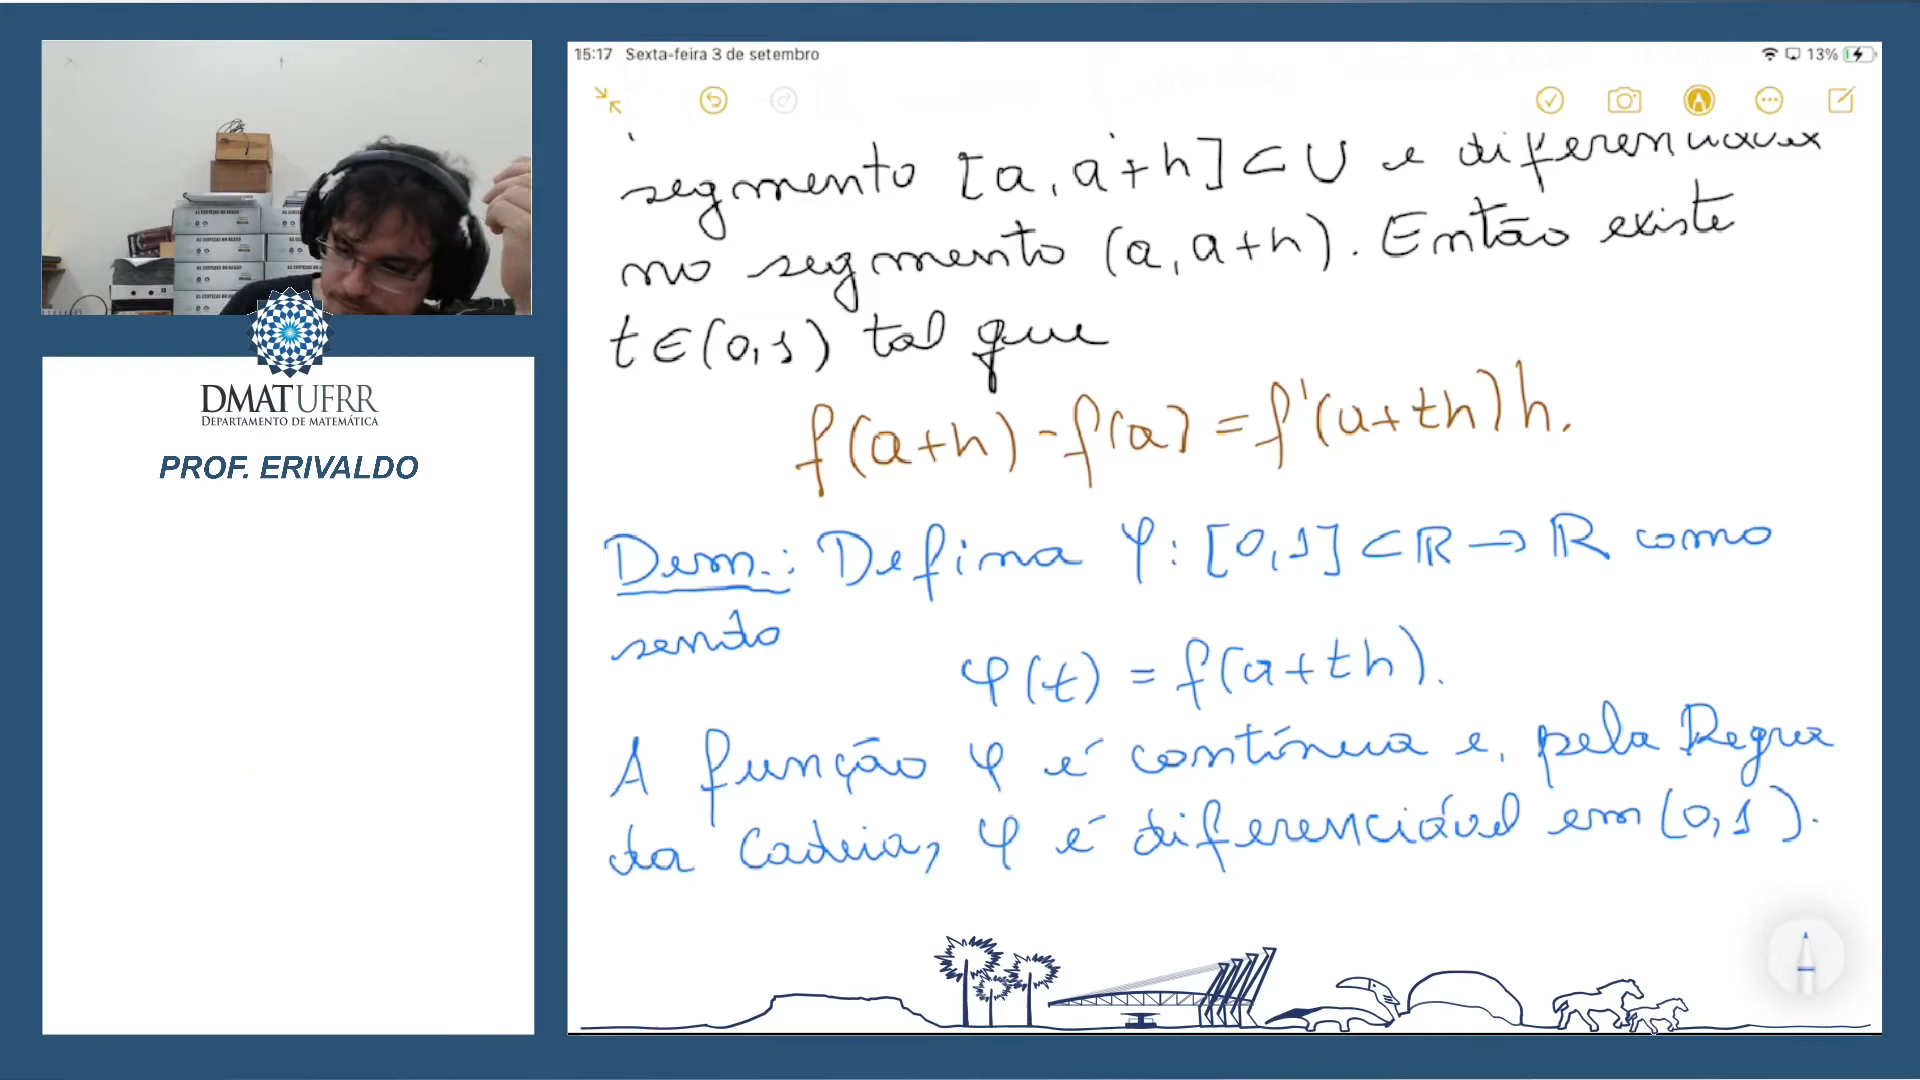 15:17 Sexta-feira 3 de setembro
13%
segmento [a, a+h] ⊂ U e diferenciável
no segmento (a, a+h). Então existe
t ∈ (0,1) tal que
f(a+h) - f(a) = f'(a+th)h.
Dem.: Defina φ: [0,1] ⊂ ℝ → ℝ como
sendo
φ(t) = f(a+th).
A função φ é contínua e, pela Regra
da Cadeia, φ é diferenciável em (0,1).
DMATUFRR
DEPARTAMENTO DE MATEMÁTICA
PROF. ERIVALDO